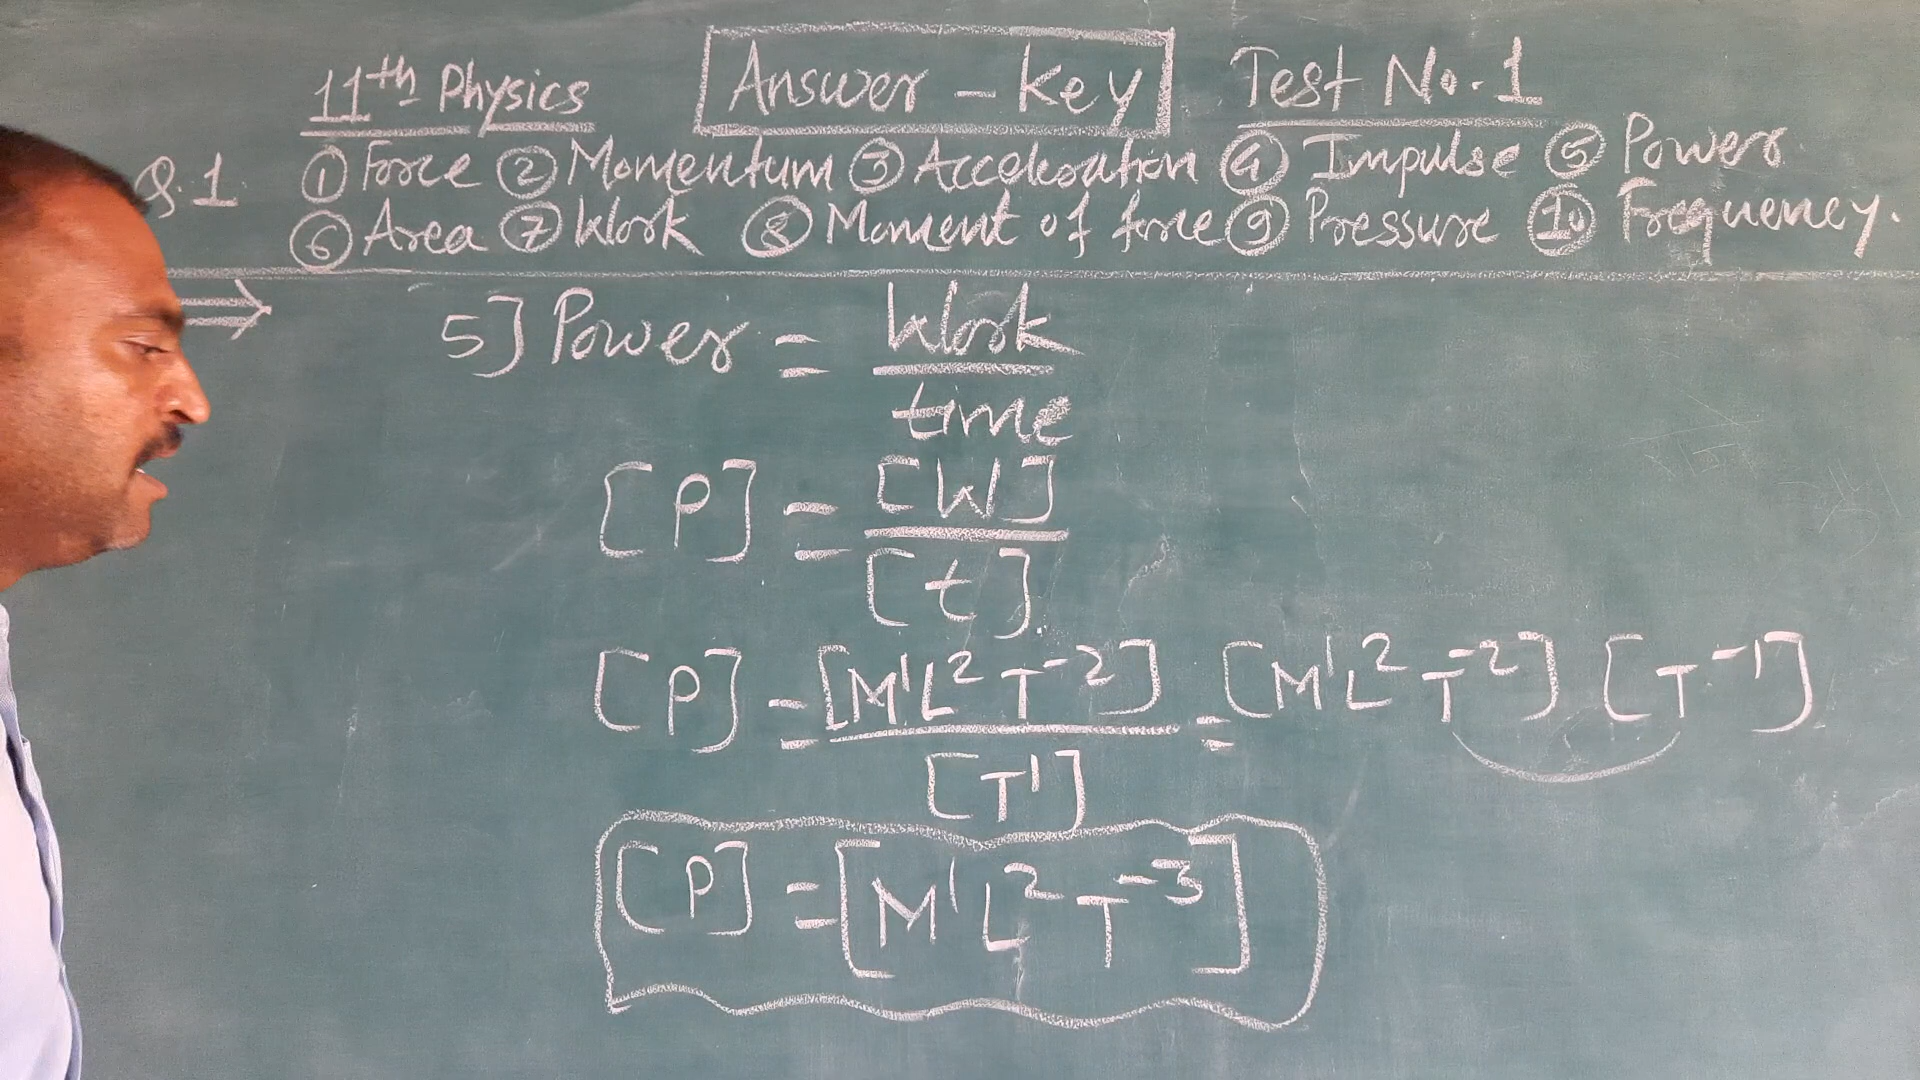 11th Physics Answer - Key Test No. 1
Q.1 ① Force ② Momentum ③ Acceleration ④ Impulse ⑤ Power
⑥ Area ⑦ Work ⑧ Moment of force ⑨ Pressure ⑩ Frequency.
⇒ 5] Power = Work / time
[P] = [W] / [t]
[P] = [M¹L²T⁻²] / [T¹] = [M¹L²T⁻²] [T⁻¹]
[P] = [M¹L²T⁻³]